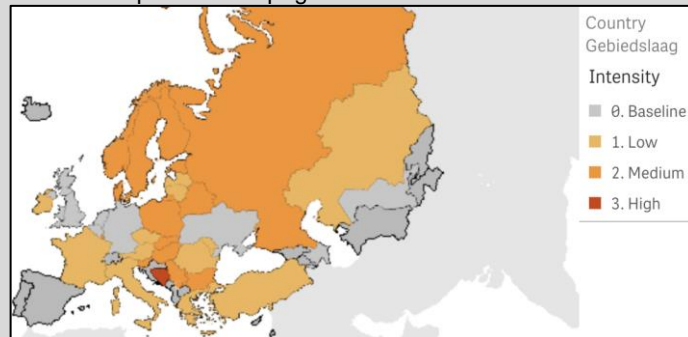 Country
Gebiedslaag
Intensity
0. Baseline
1. Low
2. Medium
3. High